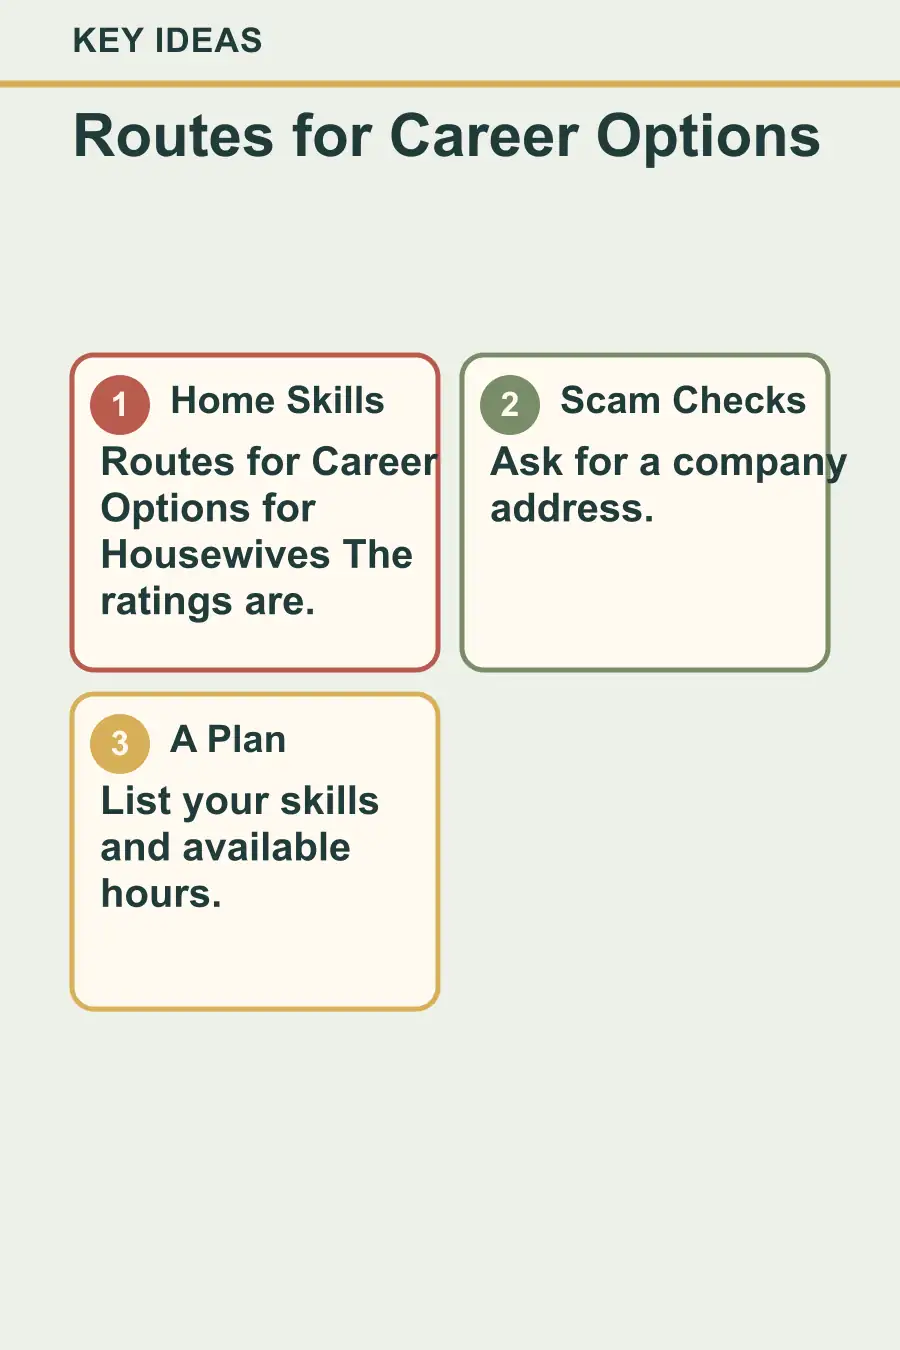 KEY IDEAS
Routes for Career Options
1 Home Skills
Routes for Career
Options for
Housewives The
ratings are.
2 Scam Checks
Ask for a company
address.
3 A Plan
List your skills
and available
hours.